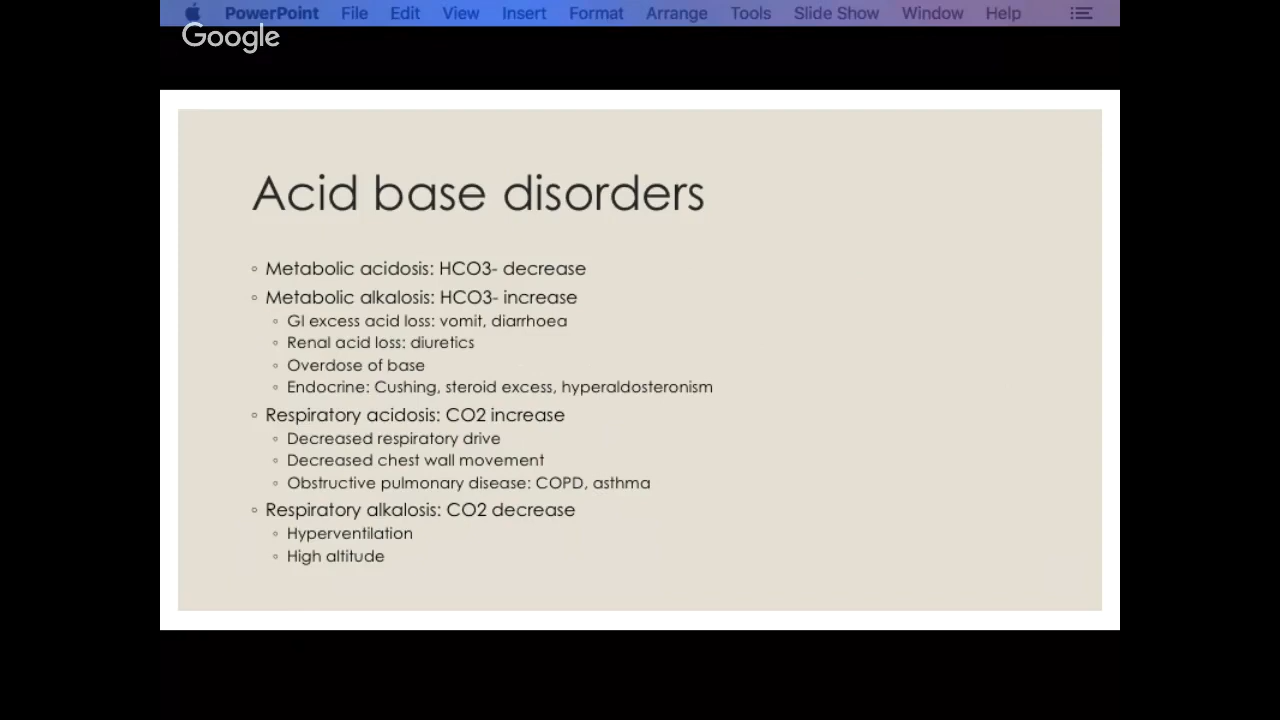 PowerPoint File Edit View Insert Format Arrange Tools Slide Show Window Help
Google
Acid base disorders
◦ Metabolic acidosis: HCO3- decrease
◦ Metabolic alkalosis: HCO3- increase
◦ GI excess acid loss: vomit, diarrhoea
◦ Renal acid loss: diuretics
◦ Overdose of base
◦ Endocrine: Cushing, steroid excess, hyperaldosteronism
◦ Respiratory acidosis: CO2 increase
◦ Decreased respiratory drive
◦ Decreased chest wall movement
◦ Obstructive pulmonary disease: COPD, asthma
◦ Respiratory alkalosis: CO2 decrease
◦ Hyperventilation
◦ High altitude